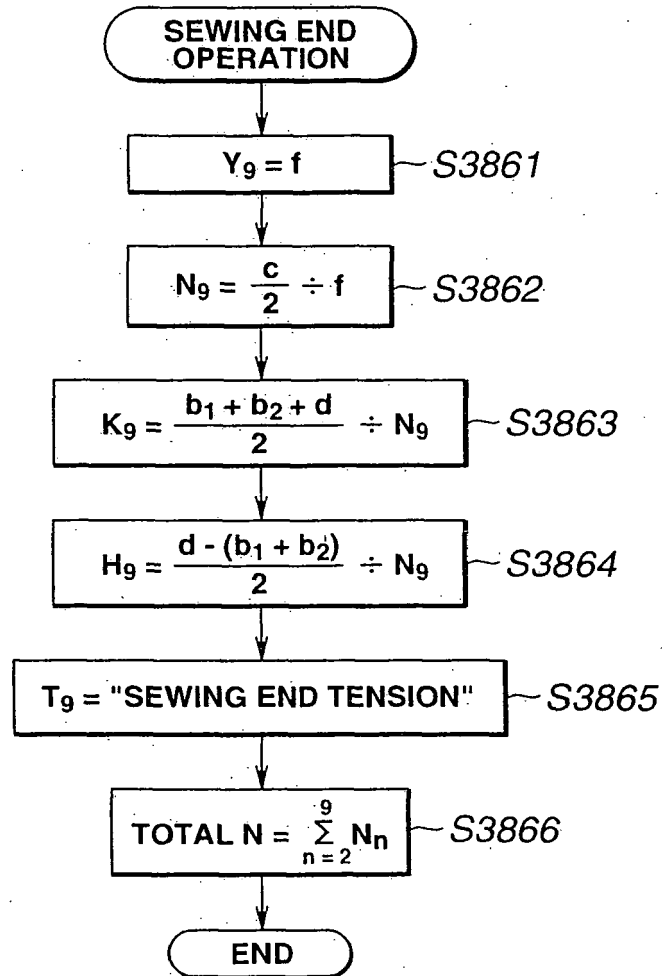 SEWING END
OPERATION
Y₉ = f
S3861
N₉ = c/2 ÷ f
S3862
K₉ = (b₁ + b₂ + d)/2 ÷ N₉
S3863
H₉ = (d - (b₁ + b₂))/2 ÷ N₉
S3864
T₉ = "SEWING END TENSION"
S3865
TOTAL N = 9∑n = 2 Nₙ
S3866
END